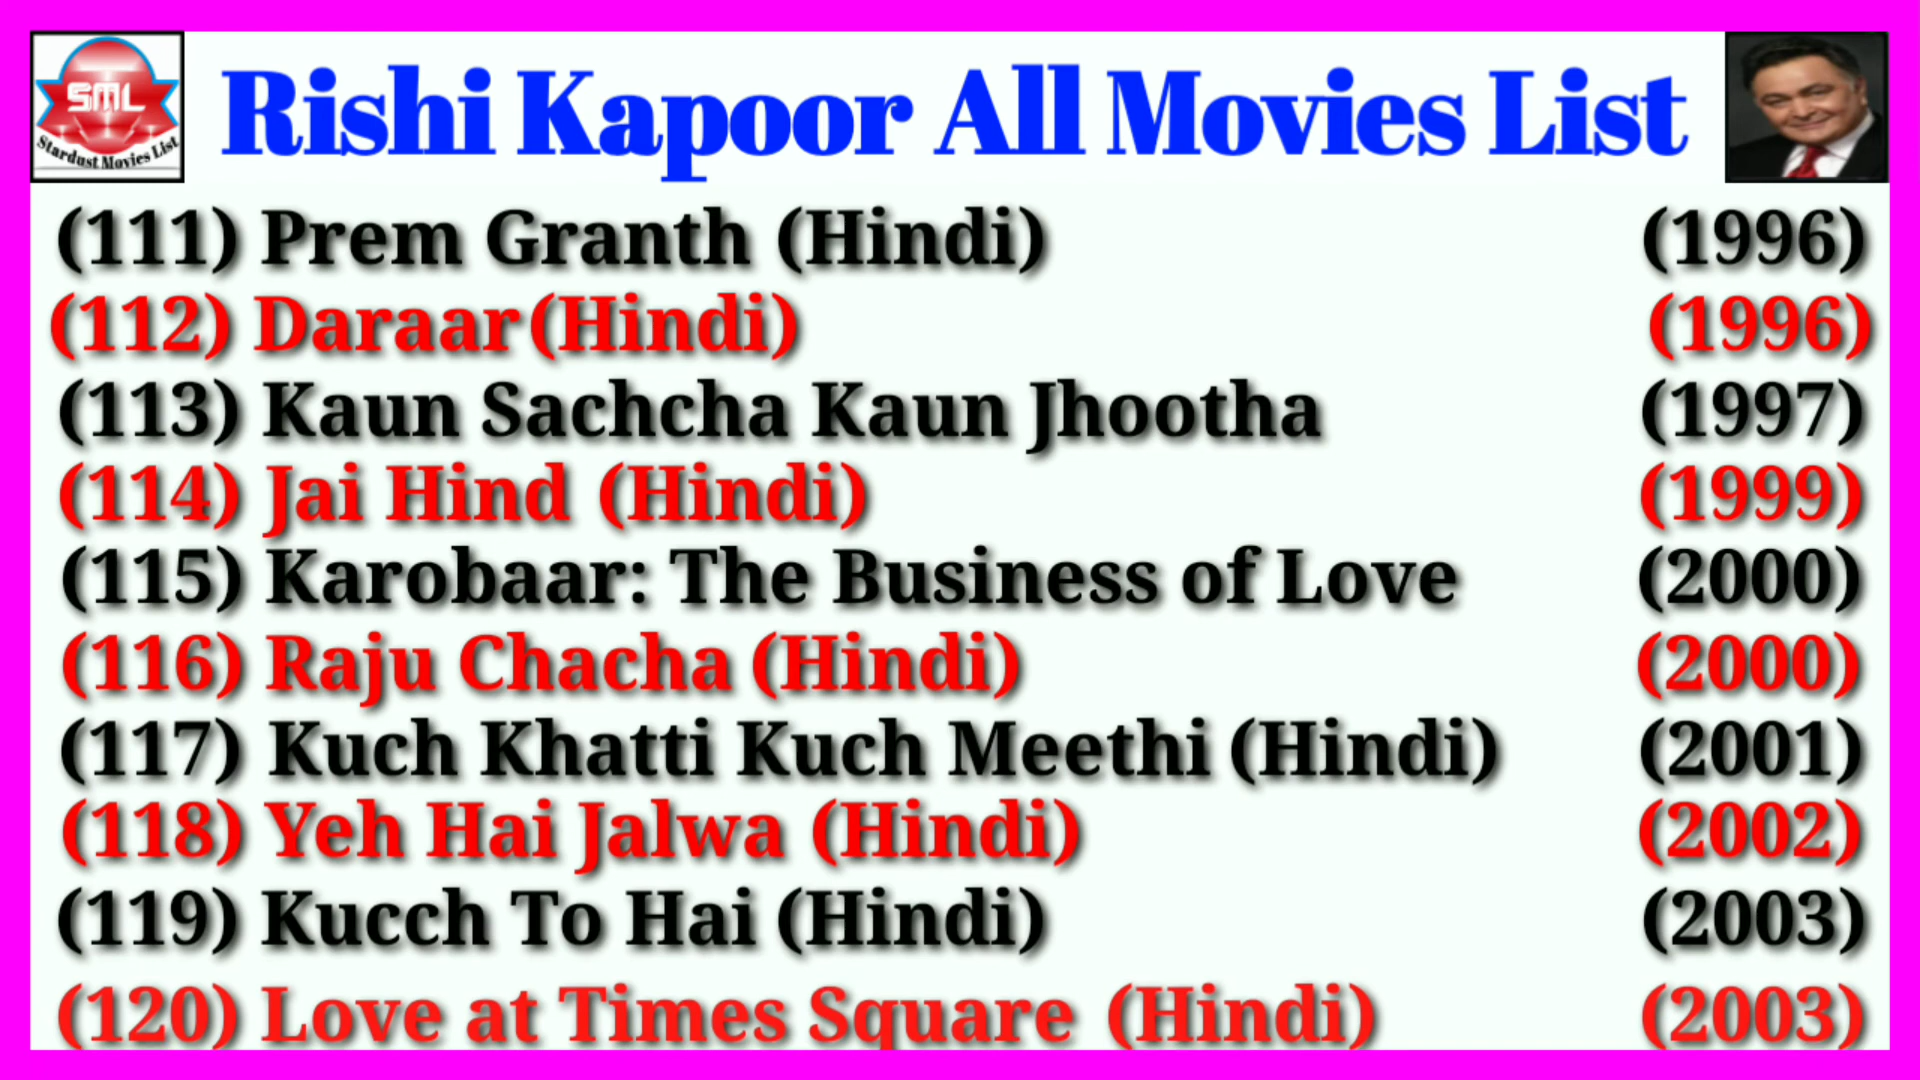 SML
Stardust Movies List
Rishi Kapoor All Movies List
(111) Prem Granth (Hindi) (1996)
(112) Daraar (Hindi) (1996)
(113) Kaun Sachcha Kaun Jhootha (1997)
(114) Jai Hind (Hindi) (1999)
(115) Karobaar: The Business of Love (2000)
(116) Raju Chacha (Hindi) (2000)
(117) Kuch Khatti Kuch Meethi (Hindi) (2001)
(118) Yeh Hai Jalwa (Hindi) (2002)
(119) Kucch To Hai (Hindi) (2003)
(120) Love at Times Square (Hindi) (2003)